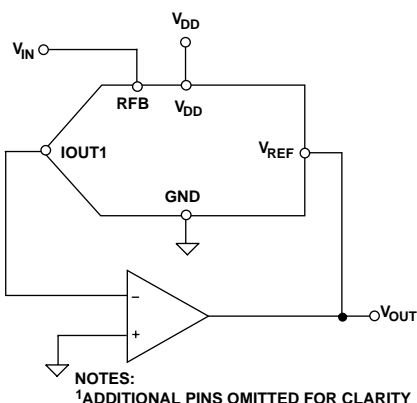 VDD
VIN
RFB
VDD
IOUT1
VREF
GND
−
+
VOUT
NOTES:
1ADDITIONAL PINS OMITTED FOR CLARITY